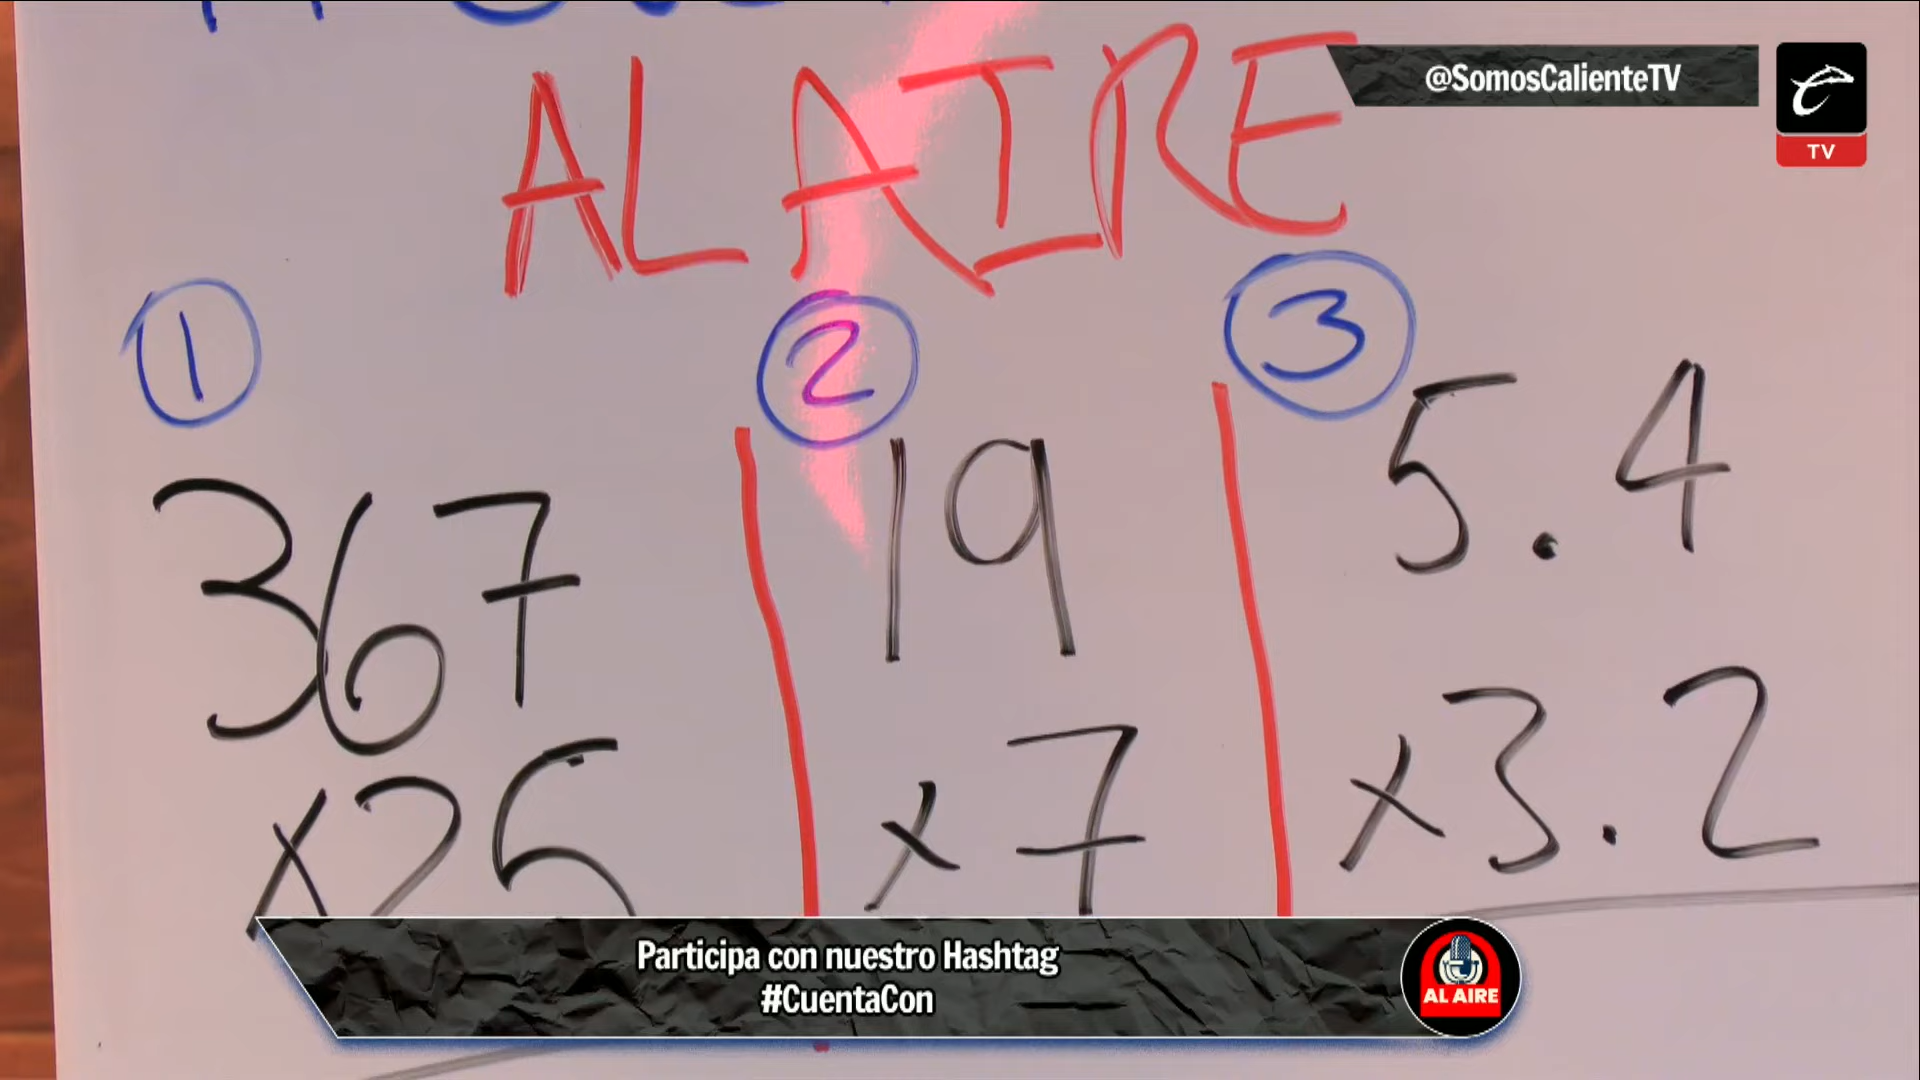 @SomosCalienteTV
TV
AL AIRE
1
2
3
367
x25
19
x7
5.4
x3.2
Participa con nuestro Hashtag
#CuentaCon
AL AIRE